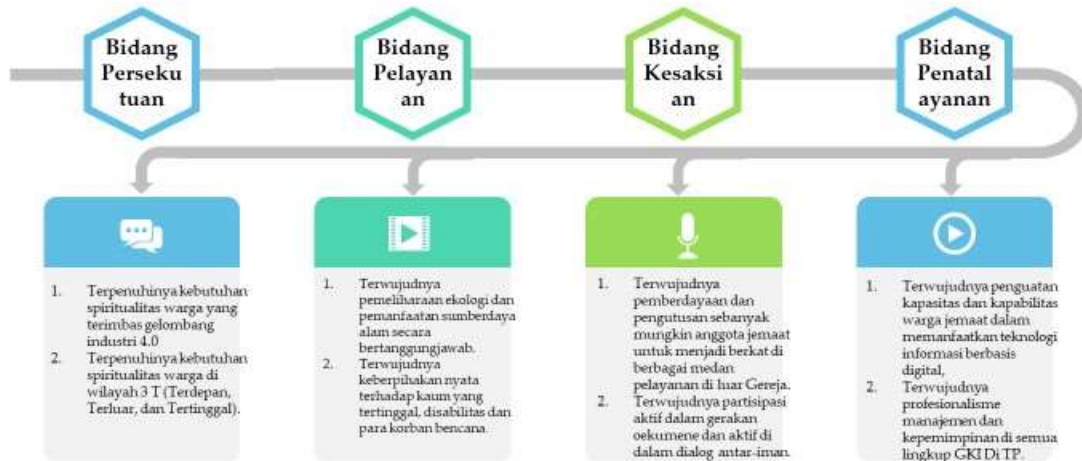 Bidang
Perseku
tuan
Bidang
Pelayan
an
Bidang
Kesaksi
an
Bidang
Penatal
ayanan
1. Terpenuhinya kebutuhan
spiritualitas warga yang
terimbas gelombang
industri 4.0
2. Terpenuhinya kebutuhan
spiritualitas warga di
wilayah 3 T (Terdepan,
Terluar, dan Tertinggal).
1. Terwujudnya
pemeliharaan ekologi dan
pemanfaatan sumberdaya
alam secara
bertanggungjawab.
2. Terwujudnya
keberpihakan nyata
terhadap kaum yang
tertinggal, disabilitas dan
para korban bencana.
1. Terwujudnya
pemberdayaan dan
pengutusan sebanyak
mungkin anggota jemaat
untuk menjadi berkat di
berbagai medan
pelayanan di luar Gereja.
2. Terwujudnya partisipasi
aktif dalam gerakan
oekumene dan aktif di
dalam dialog antar-iman.
1. Terwujudnya penguatan
kapasitas dan kapabilitas
warga jemaat dalam
memanfaatkan teknologi
informasi berbasis
digital,
2. Terwujudnya
profesionalisme
manajemen dan
kepemimpinan di semua
lingkup GKI Di TP.